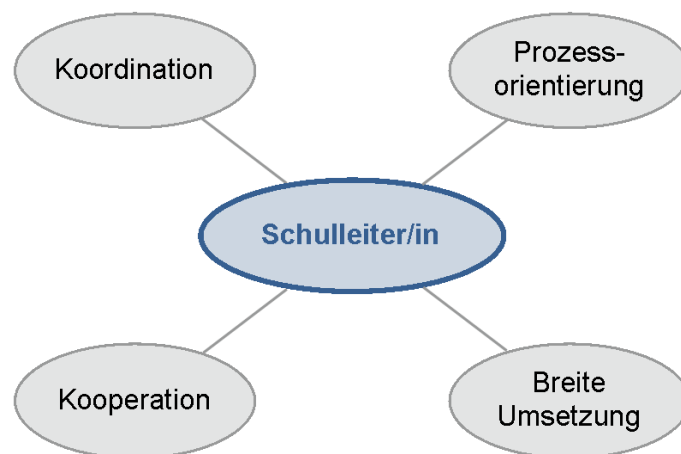 Koordination
Prozess-
orientierung
Schulleiter/in
Kooperation
Breite
Umsetzung